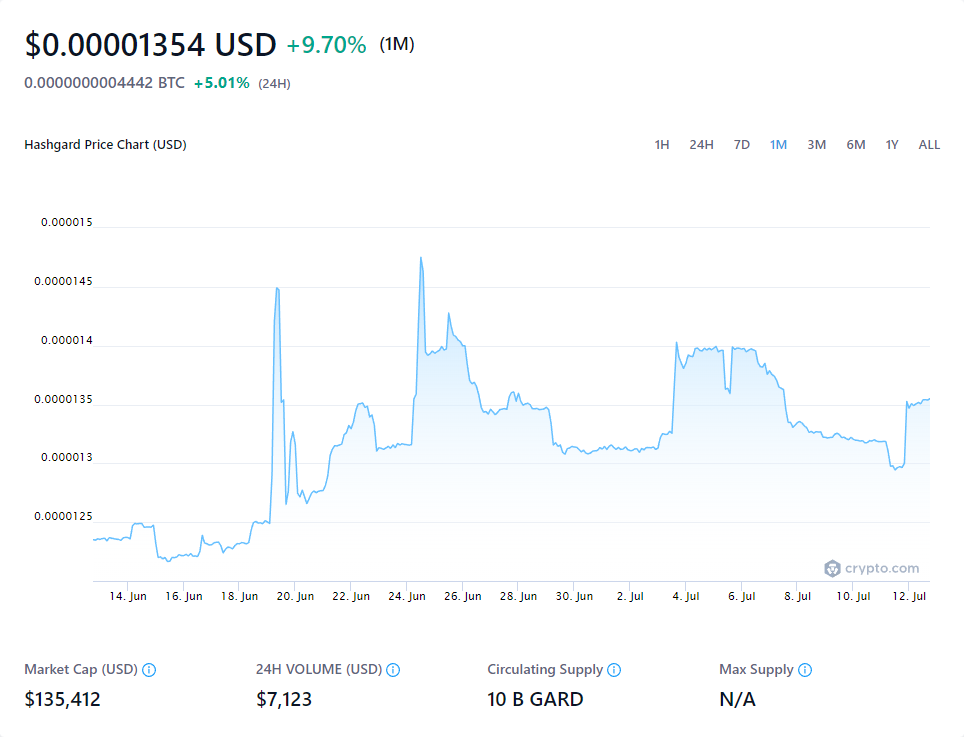 $0.00001354 USD +9.70% (1M)
0.0000000004442 BTC +5.01% (24H)
Hashgard Price Chart (USD) 1H 24H 7D 1M 3M 6M 1Y ALL
0.000015
0.0000145
0.000014
0.0000135
0.000013
0.0000125
crypto.com
14. Jun 16. Jun 18. Jun 20. Jun 22. Jun 24. Jun 26. Jun 28. Jun 30. Jun 2. Jul 4. Jul 6. Jul 8. Jul 10. Jul 12. Jul
Market Cap (USD) 24H VOLUME (USD) Circulating Supply Max Supply
$135,412 $7,123 10 B GARD N/A